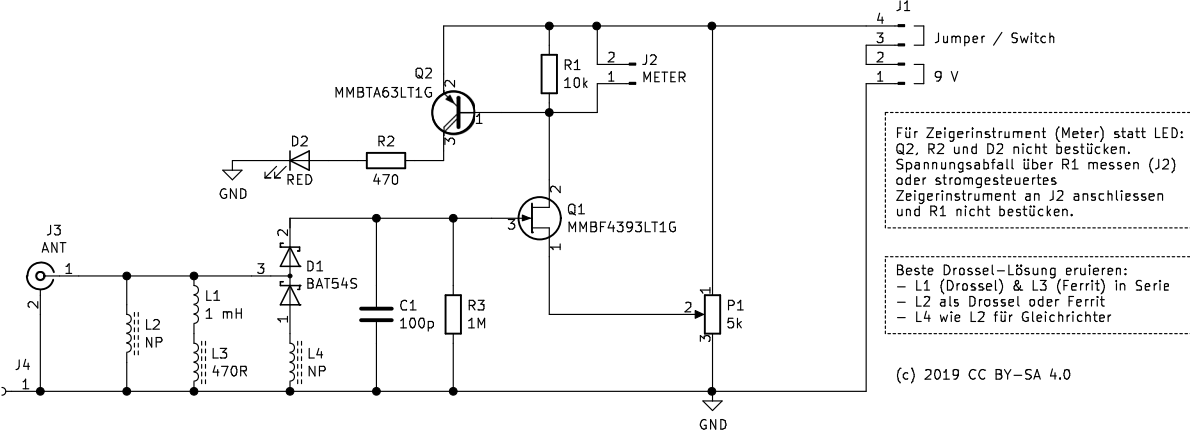 J1
4
3
2
1
Jumper / Switch
9 V
R1
10k
2
1
J2
METER
Q2
MMBTA63LT1G
2
1
3
D2
RED
R2
470
GND
Für Zeigerinstrument (Meter) statt LED:
Q2, R2 und D2 nicht bestücken.
Spannungsabfall über R1 messen (J2)
oder stromgesteuertes
Zeigerinstrument an J2 anschliessen
und R1 nicht bestücken.
2
Q1
MMBF4393LT1G
3
1
J3
ANT
1
2
2
3
D1
BAT54S
1
L1
1 mH
L2
NP
L3
470R
L4
NP
C1
100p
R3
1M
1
2
P1
5k
3
Beste Drossel-Lösung eruieren:
- L1 (Drossel) & L3 (Ferrit) in Serie
- L2 als Drossel oder Ferrit
- L4 wie L2 für Gleichrichter
J4
1
GND
(c) 2019 CC BY-SA 4.0